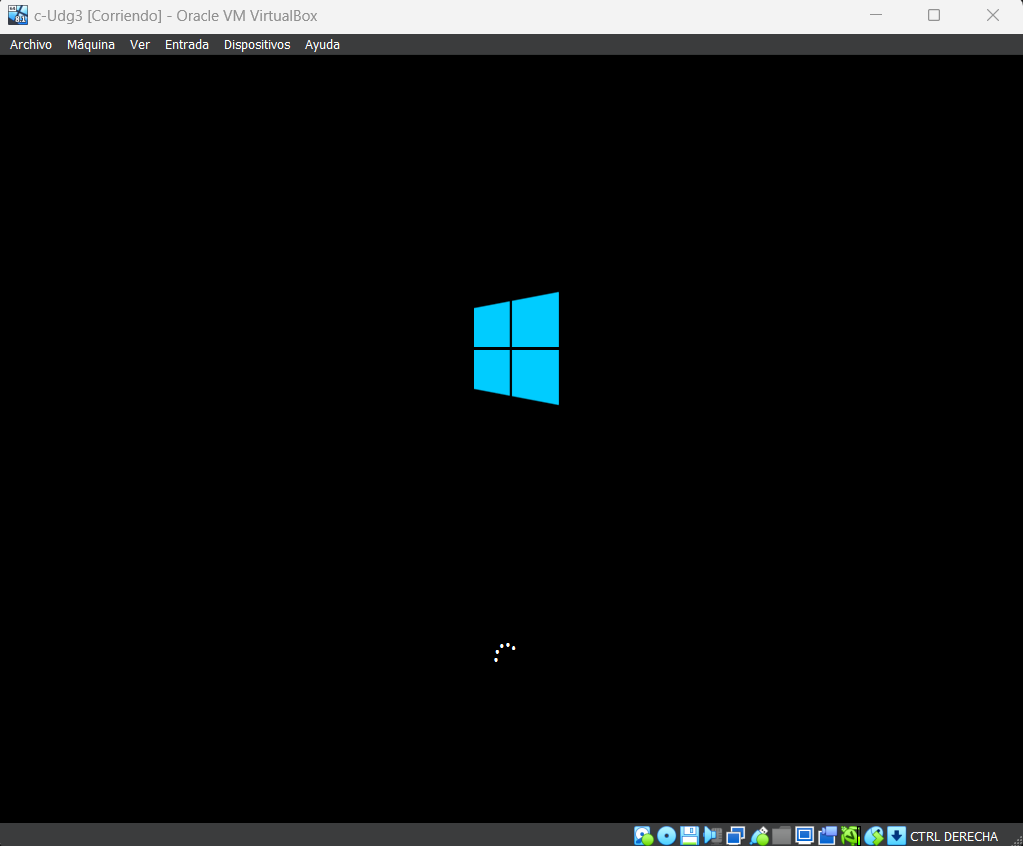 c-Udg3 [Corriendo] - Oracle VM VirtualBox
Archivo Máquina Ver Entrada Dispositivos Ayuda
CTRL DERECHA